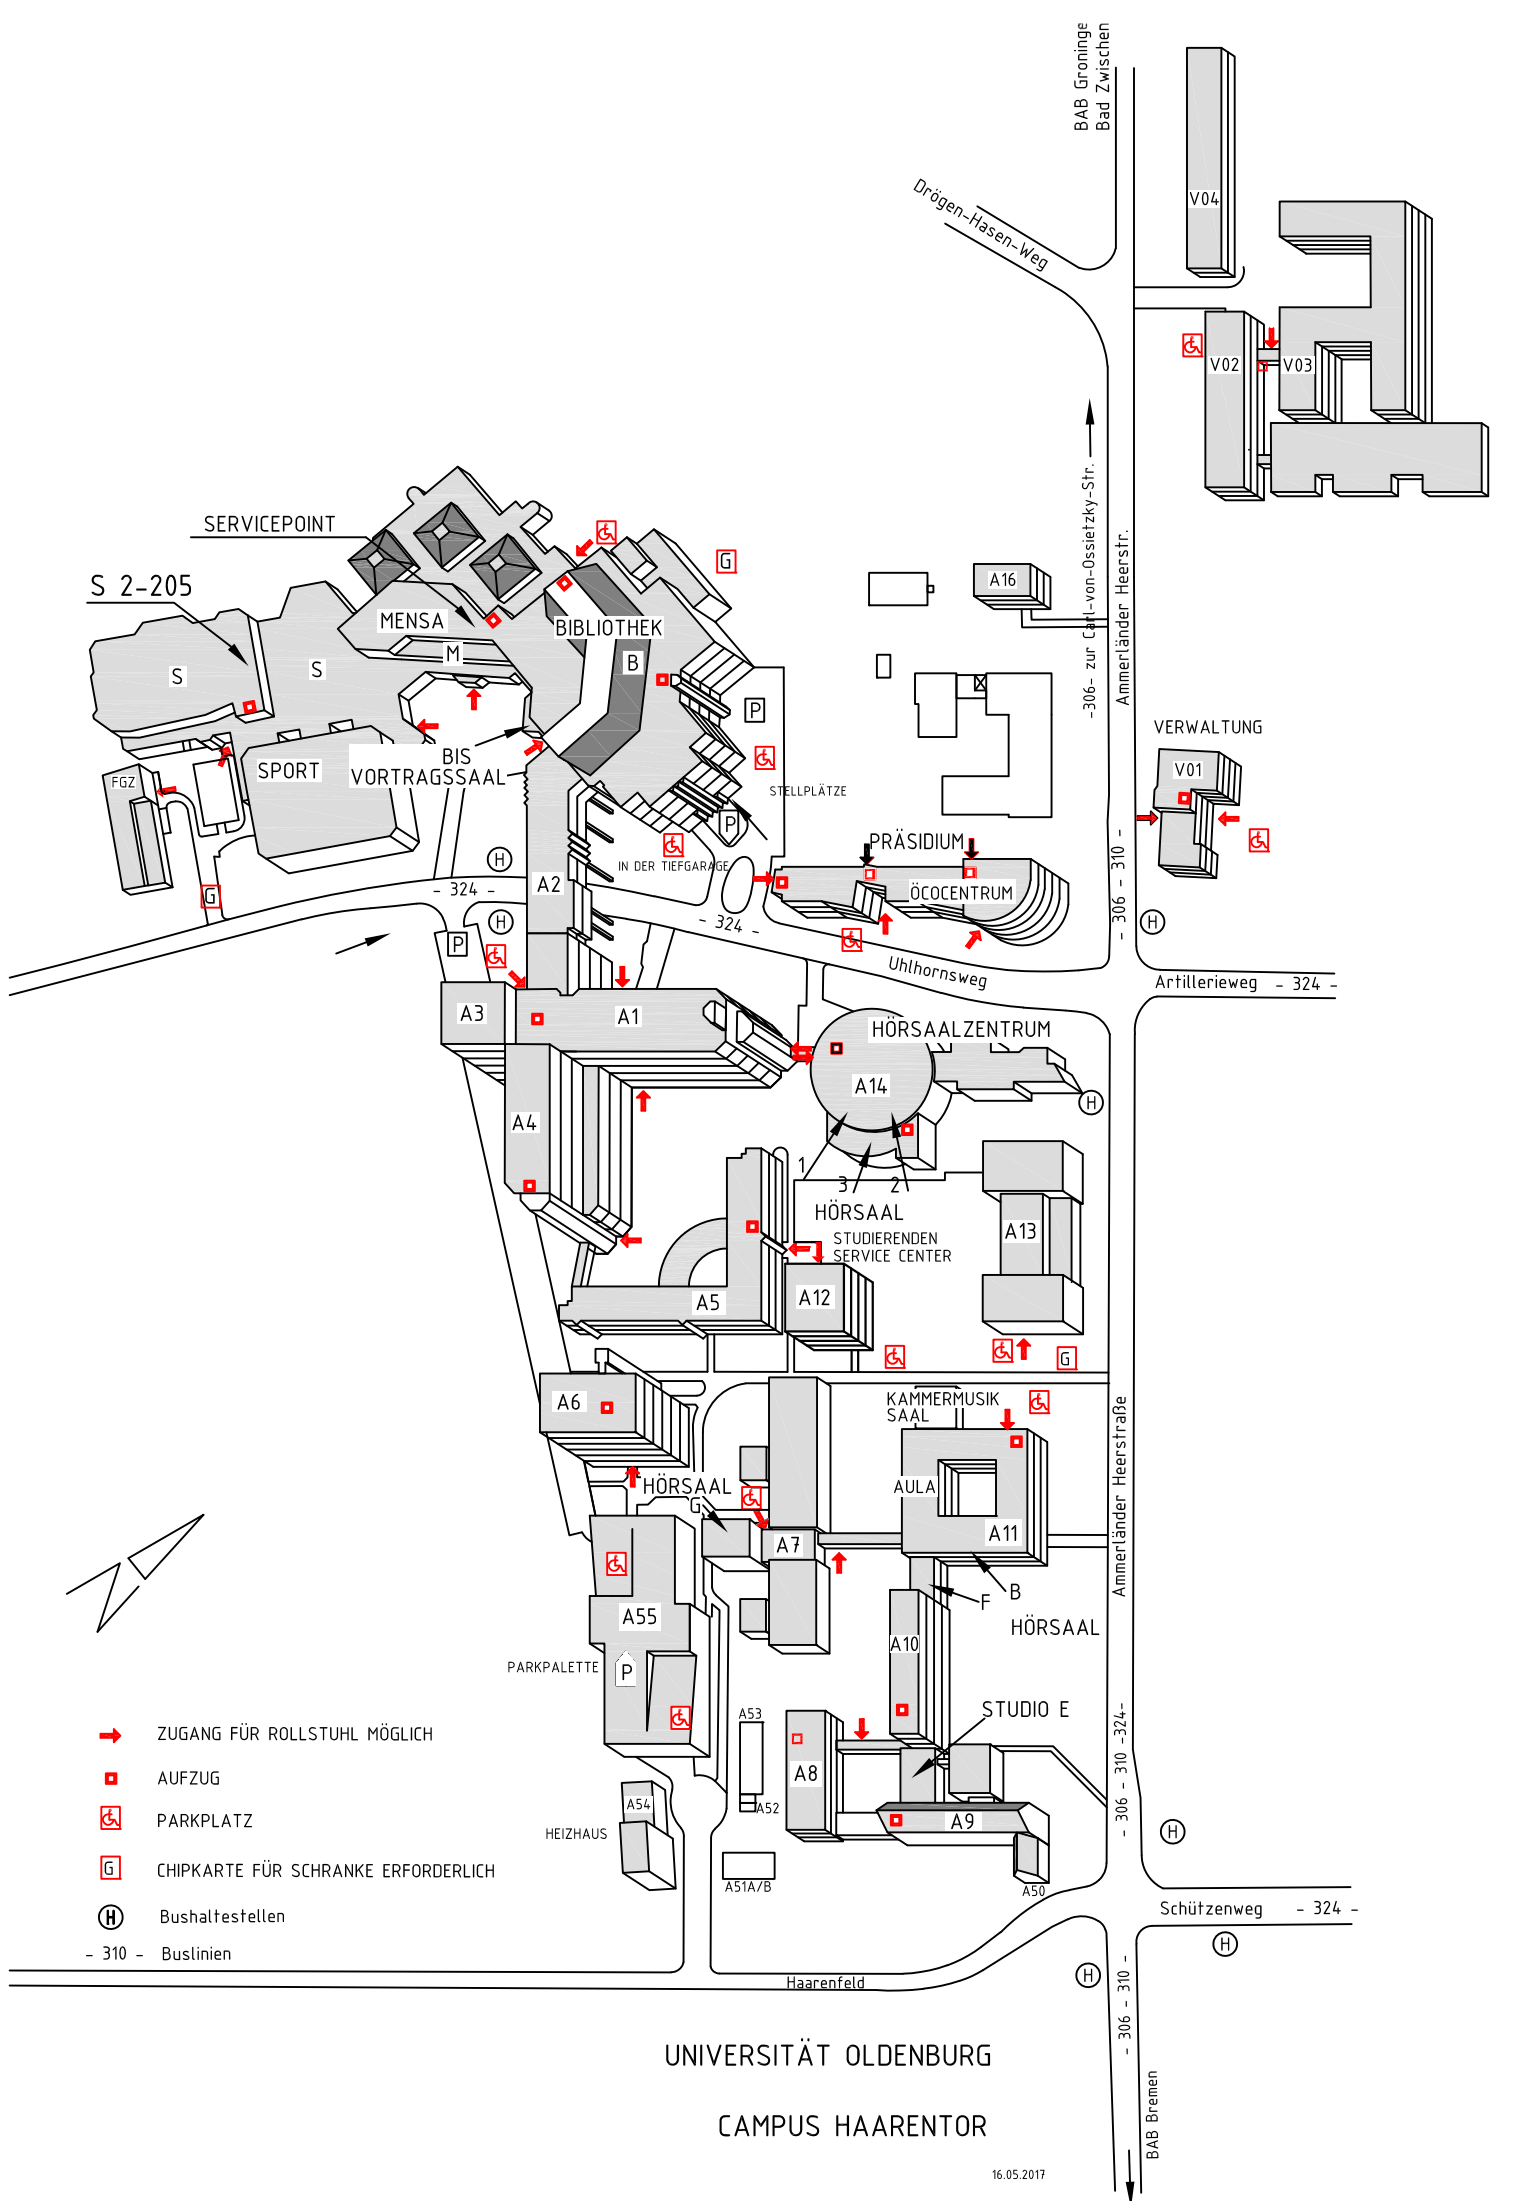 BAB Groninge
Bad Zwischen
V04
Drögen-Hasen-Weg
V02
V03
SERVICEPOINT
G
S 2-205
A16
-306- zur Carl-von-Ossietzky-Str.
Ammerländer Heerstr.
MENSA
M
BIBLIOTHEK
B
S
S
P
VERWALTUNG
BIS
VORTRAGSSAAL
SPORT
FGZ
V01
STELLPLÄTZE
P
PRÄSIDIUM
- 306 - 310 -
IN DER TIEFGARAGE
H
A2
- 324 -
G
ÖCOCENTRUM
H
H
- 324 -
P
Uhlhornsweg
Artillerieweg - 324 -
A3
A1
HÖRSAALZENTRUM
A14
H
A4
1
3
2
HÖRSAAL
A13
STUDIERENDEN
SERVICE CENTER
A12
A5
G
A6
KAMMERMUSIK
SAAL
Ammerländer Heerstraße
HÖRSAAL
G
AULA
A11
A7
B
F
A55
HÖRSAAL
A10
PARKPALETTE
P
STUDIO E
A53
- 306 - 310 -324-
ZUGANG FÜR ROLLSTUHL MÖGLICH
AUFZUG
A8
A54
A52
PARKPLATZ
A9
H
HEIZHAUS
G
CHIPKARTE FÜR SCHRANKE ERFORDERLICH
A51A/B
A50
Schützenweg - 324 -
H
Bushaltestellen
H
- 310 - Buslinien
H
Haarenfeld
- 306 - 310 -
UNIVERSITÄT OLDENBURG
CAMPUS HAARENTOR
BAB Bremen
16.05.2017